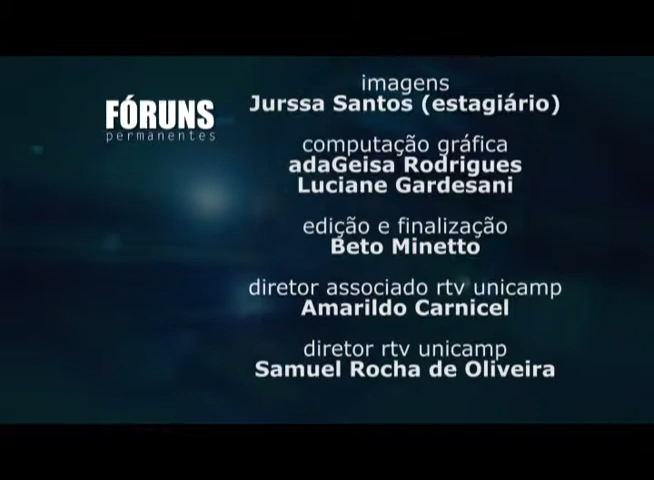 FÓRUNS
permanentes
imagens
Jurssa Santos (estagiário)
computação gráfica
adaGeisa Rodrigues
Luciane Gardesani
edição e finalização
Beto Minetto
diretor associado rtv unicamp
Amarildo Carnicel
diretor rtv unicamp
Samuel Rocha de Oliveira